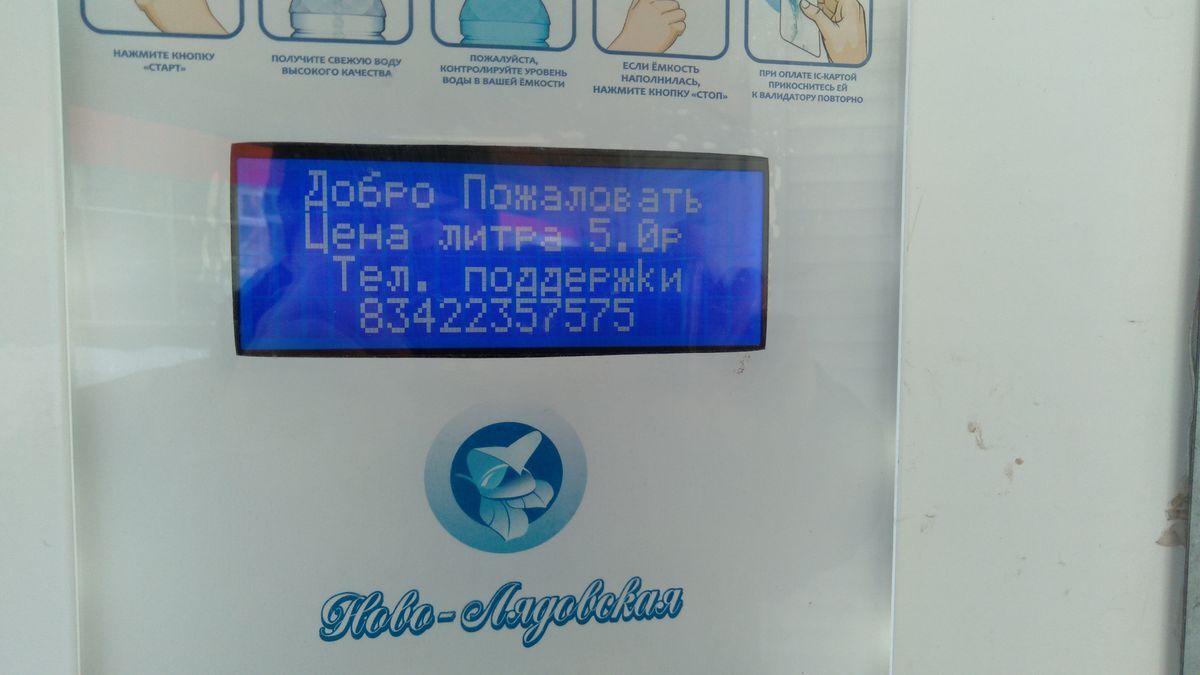 НАЖМИТЕ КНОПКУ
«СТАРТ»
ПОЛУЧИТЕ СВЕЖУЮ ВОДУ
ВЫСОКОГО КАЧЕСТВА
ПОЖАЛУЙСТА,
КОНТРОЛИРУЙТЕ УРОВЕНЬ
ВОДЫ В ВАШЕЙ ЁМКОСТИ
ЕСЛИ ЁМКОСТЬ
НАПОЛНИЛАСЬ,
НАЖМИТЕ КНОПКУ «СТОП»
ПРИ ОПЛАТЕ IC-КАРТОЙ
ПРИКОСНИТЕСЬ ЕЙ
К ВАЛИДАТОРУ ПОВТОРНО
Добро Пожаловать
Цена литра 5.0р
Тел. поддержки
83422357575
Ново-Лядовская